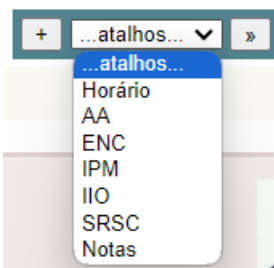 + ...atalhos... »
...atalhos...
Horário
AA
ENC
IPM
IIO
SRSC
Notas